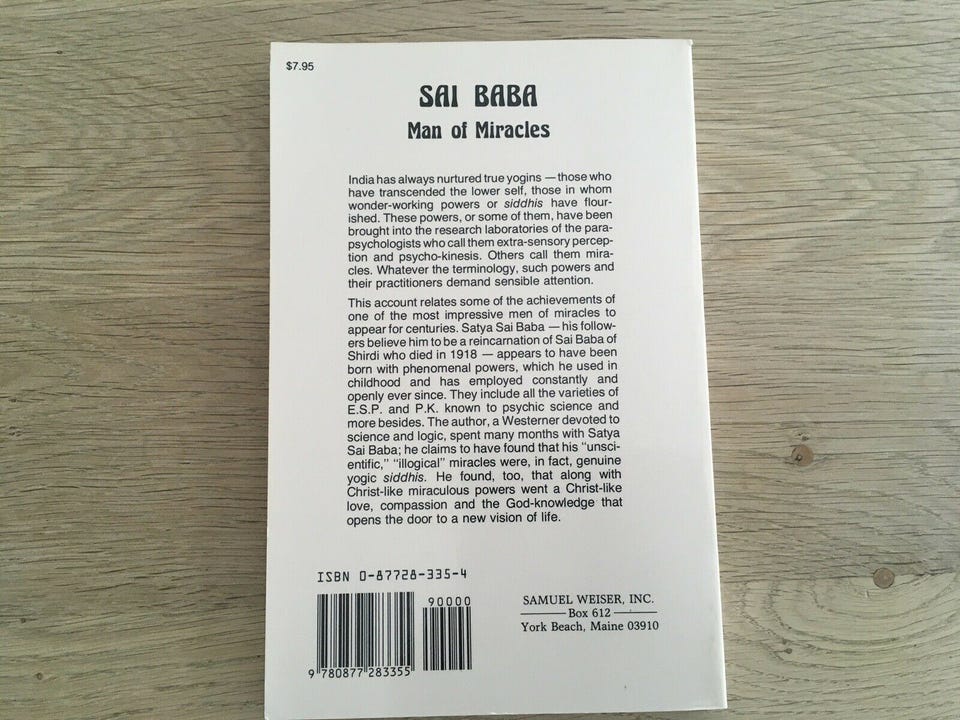 $7.95
SAI BABA
Man of Miracles
India has always nurtured true yogins — those who
have transcended the lower self, those in whom
wonder-working powers or siddhis have flour-
ished. These powers, or some of them, have been
brought into the research laboratories of the para-
psychologists who call them extra-sensory percep-
tion and psycho-kinesis. Others call them mira-
cles. Whatever the terminology, such powers and
their practitioners demand sensible attention.
This account relates some of the achievements of
one of the most impressive men of miracles to
appear for centuries. Satya Sai Baba — his follow-
ers believe him to be a reincarnation of Sai Baba of
Shirdi who died in 1918 — appears to have been
born with phenomenal powers, which he used in
childhood and has employed constantly and
openly ever since. They include all the varieties of
E.S.P. and P.K. known to psychic science and
more besides. The author, a Westerner devoted to
science and logic, spent many months with Satya
Sai Baba; he claims to have found that his "unsci-
entific," "illogical" miracles were, in fact, genuine
yogic siddhis. He found, too, that along with
Christ-like miraculous powers went a Christ-like
love, compassion and the God-knowledge that
opens the door to a new vision of life.
ISBN 0-87728-335-4
90000
9 780877 283355
SAMUEL WEISER, INC.
Box 612
York Beach, Maine 03910